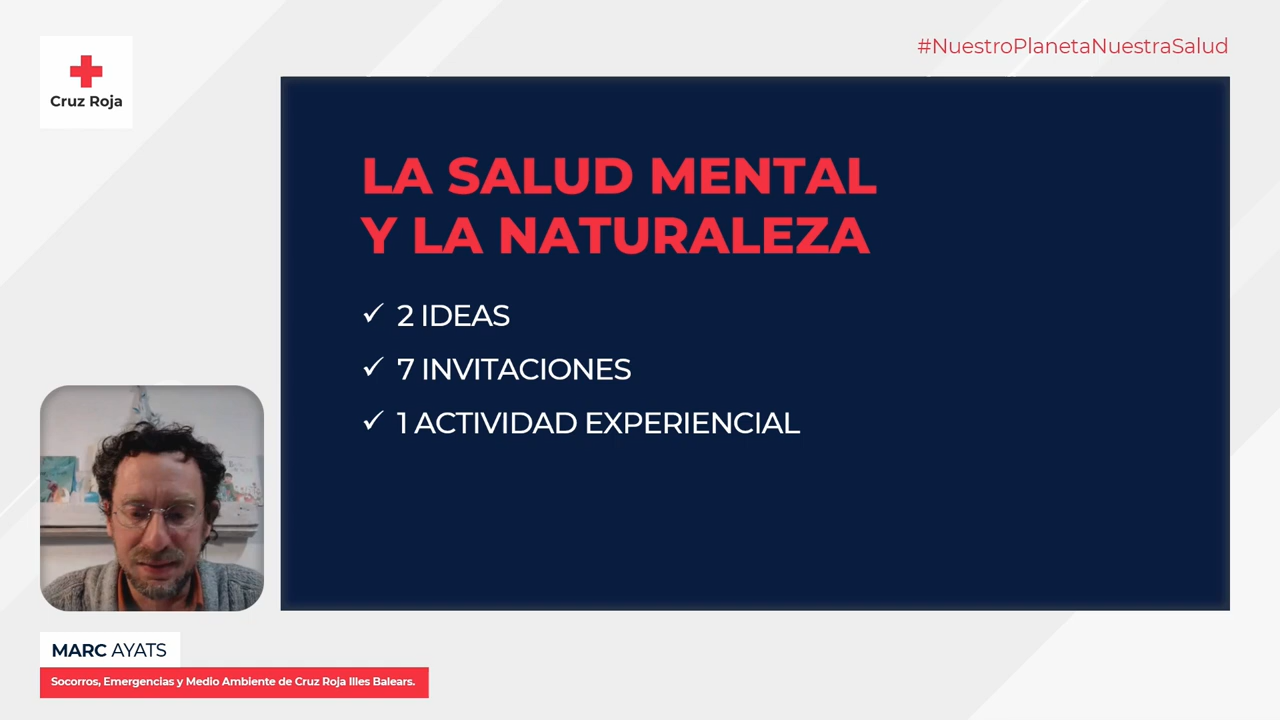 #NuestroPlanetaNuestraSalud
Cruz Roja
LA SALUD MENTAL
Y LA NATURALEZA
✓ 2 IDEAS
✓ 7 INVITACIONES
✓ 1 ACTIVIDAD EXPERIENCIAL
MARC AYATS
Socorros, Emergencias y Medio Ambiente de Cruz Roja Illes Balears.